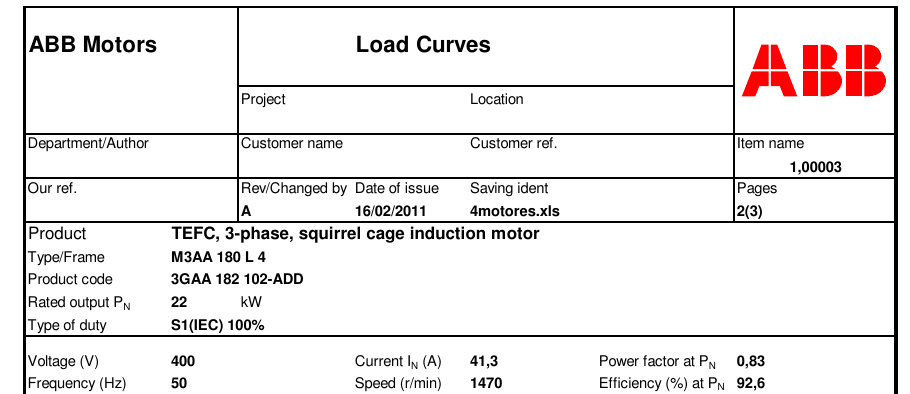 ABB Motors Load Curves ABB
Project Location
Department/Author Customer name Customer ref. Item name
1,00003
Our ref. Rev/Changed by Date of issue Saving ident Pages
A 16/02/2011 4motores.xls 2(3)
Product TEFC, 3-phase, squirrel cage induction motor
Type/Frame M3AA 180 L 4
Product code 3GAA 182 102-ADD
Rated output PN 22 kW
Type of duty S1(IEC) 100%
Voltage (V) 400 Current IN (A) 41,3 Power factor at PN 0,83
Frequency (Hz) 50 Speed (r/min) 1470 Efficiency (%) at PN 92,6